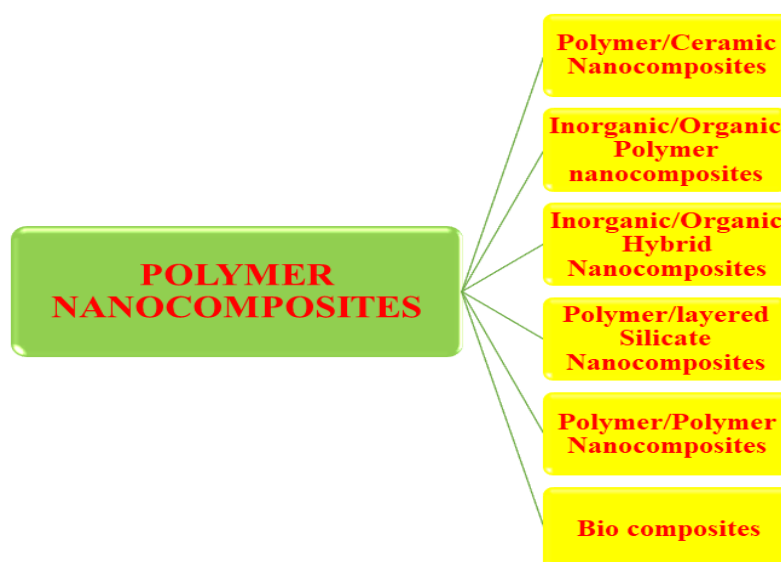 POLYMER
NANOCOMPOSITES
Polymer/Ceramic
Nanocomposites
Inorganic/Organic
Polymer
nanocomposites
Inorganic/Organic
Hybrid
Nanocomposites
Polymer/layered
Silicate
Nanocomposites
Polymer/Polymer
Nanocomposites
Bio composites